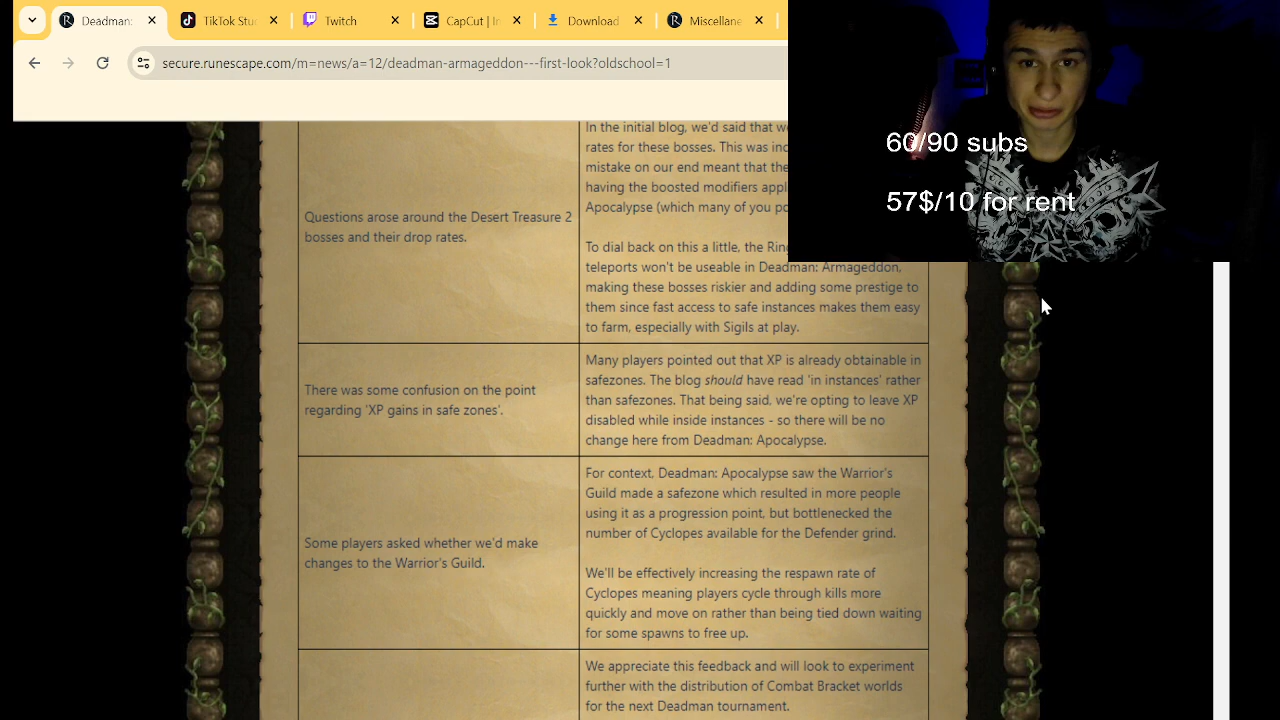 Deadman:
TikTok Stu
Twitch
CapCut | In
Download
Miscellane
secure.runescape.com/m=news/a=12/deadman-armageddon---first-look?oldschool=1
60/90 subs
57$/10 for rent
Questions arose around the Desert Treasure 2
bosses and their drop rates.
In the initial blog, we'd said that
rates for these bosses. This was
mistake on our end meant that
having the boosted modifiers
Apocalypse (which many of you
To dial back on this a little, the
teleports won't be useable in Deadman: Armageddon,
making these bosses riskier and adding some prestige to
them since fast access to safe instances makes them easy
to farm, especially with Sigils at play.
There was some confusion on the point
regarding 'XP gains in safe zones'.
Many players pointed out that XP is already obtainable in
safezones. The blog should have read 'in instances' rather
than safezones. That being said, we're opting to leave XP
disabled while inside instances - so there will be no
change here from Deadman: Apocalypse.
Some players asked whether we'd make
changes to the Warrior's Guild.
For context, Deadman: Apocalypse saw the Warrior's
Guild made a safezone which resulted in more people
using it as a progression point, but bottlenecked the
number of Cyclopes available for the Defender grind.
We'll be effectively increasing the respawn rate of
Cyclopes meaning players cycle through kills more
quickly and move on rather than being tied down waiting
for some spawns to free up.
We appreciate this feedback and will look to experiment
further with the distribution of Combat Bracket worlds
for the next Deadman tournament.